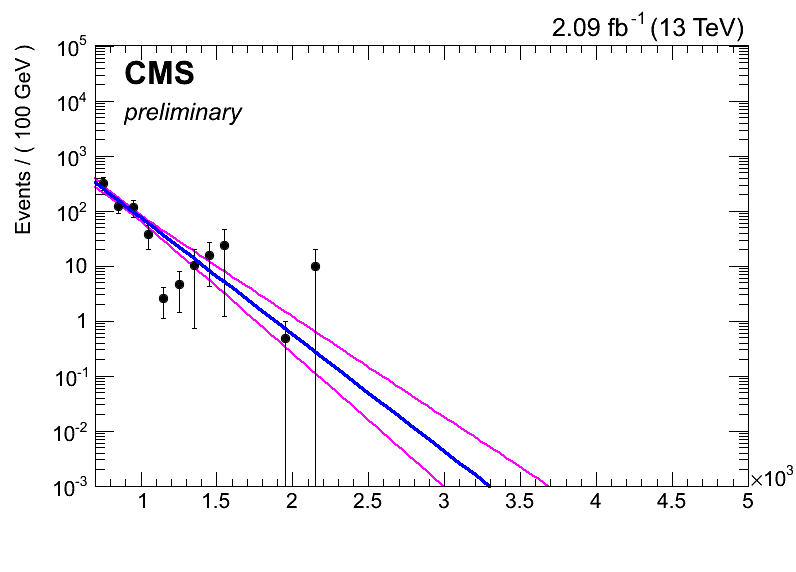 2.09 fb⁻¹ (13 TeV)
CMS
preliminary
Events / ( 100 GeV )
10⁵
10⁴
10³
10²
10
1
10⁻¹
10⁻²
10⁻³
1 1.5 2 2.5 3 3.5 4 4.5 5
×10³